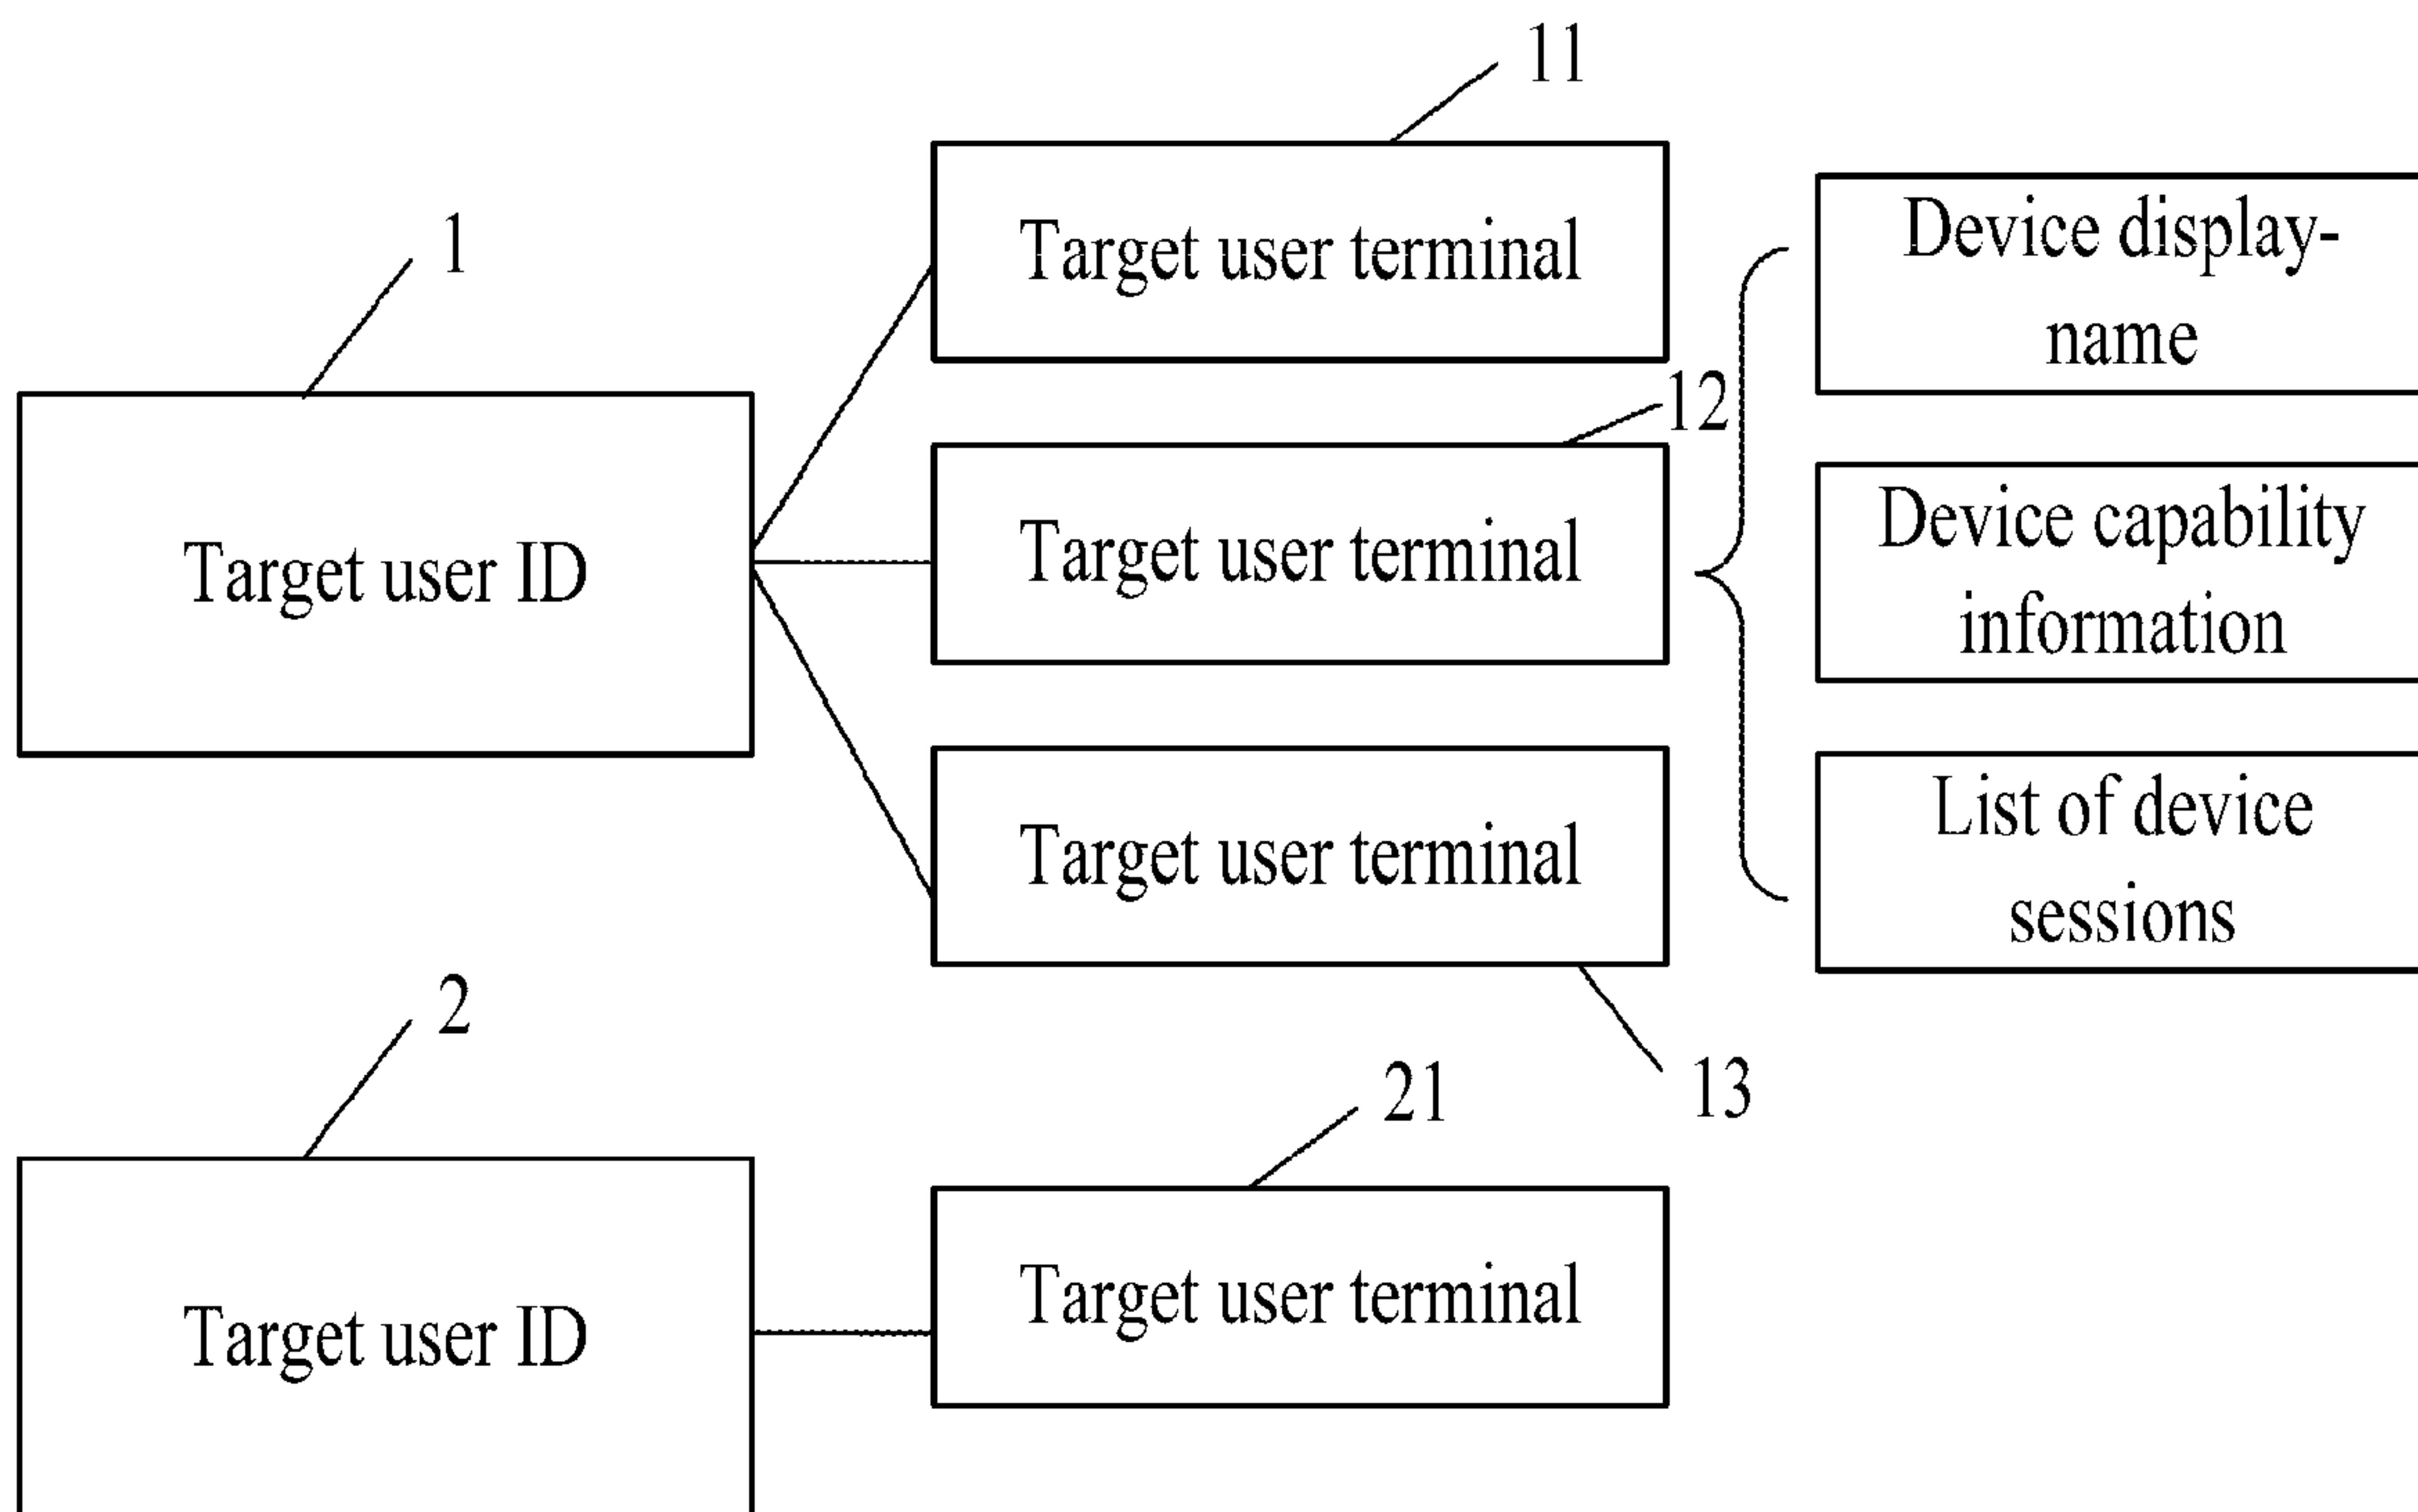 11
1
Target user terminal
Device display-
name
12
Target user ID
Target user terminal
Device capability
information
Target user terminal
List of device
sessions
2
21
13
Target user ID
Target user terminal